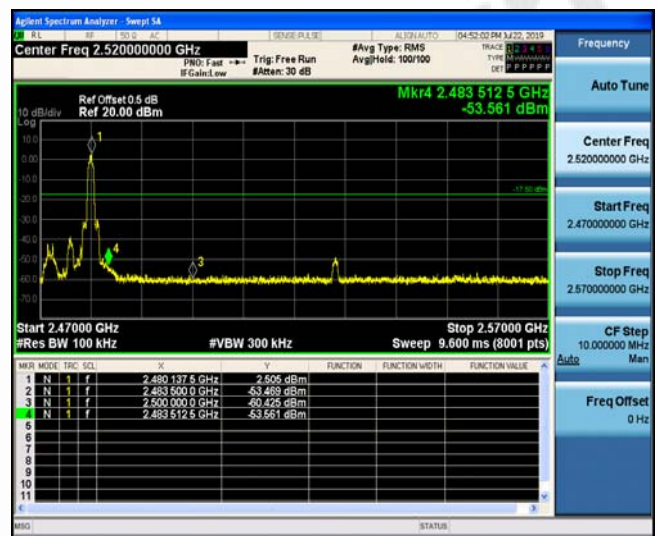 Agilent Spectrum Analyzer - Swept SA
RL RF 50 Ω AC SENSE:PULSE ALIGNAUTO 04:52:02 PM Jul 22, 2019
Center Freq 2.520000000 GHz
PNO: Fast
IFGain:Low
Trig: Free Run
#Atten: 30 dB
#Avg Type: RMS
Avg|Hold: 100/100
TRACE 1 2 3 4 5 6
TYPE
DET P P P P P P
Ref Offset 0.5 dB
10 dB/div Ref 20.00 dBm
Log
Mkr4 2.483 512 5 GHz
-53.561 dBm
10.0
0.00
-10.0
-20.0
-30.0
-40.0
-50.0
-60.0
-70.0
1
4
3
-17.50 dBm
Start 2.47000 GHz Stop 2.57000 GHz
#Res BW 100 kHz #VBW 300 kHz Sweep 9.600 ms (8001 pts)
MKR MODE TRC SCL X Y FUNCTION FUNCTION WIDTH FUNCTION VALUE
1 N 1 f 2.480 137 5 GHz 2.505 dBm
2 N 1 f 2.483 500 0 GHz -53.469 dBm
3 N 1 f 2.500 000 0 GHz -60.425 dBm
4 N 1 f 2.483 512 5 GHz -53.561 dBm
5
6
7
8
9
10
11
MSG STATUS
Frequency
Auto Tune
Center Freq
2.520000000 GHz
Start Freq
2.470000000 GHz
Stop Freq
2.570000000 GHz
CF Step
10.000000 MHz
Auto Man
Freq Offset
0 Hz